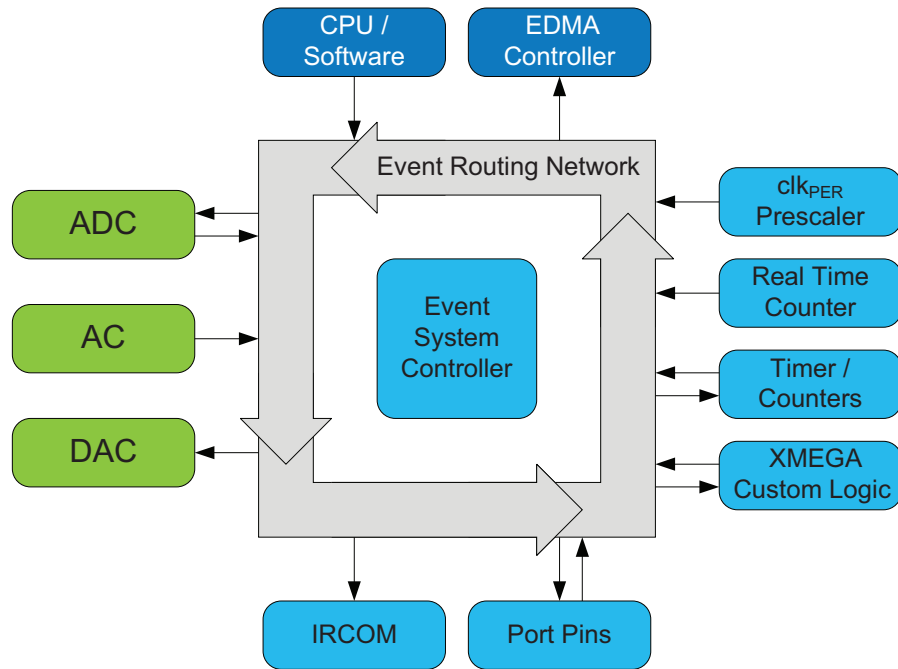 CPU /
Software
EDMA
Controller
Event Routing Network
clkPER
Prescaler
ADC
Real Time
Counter
Event
System
Controller
AC
Timer /
Counters
DAC
XMEGA
Custom Logic
IRCOM
Port Pins